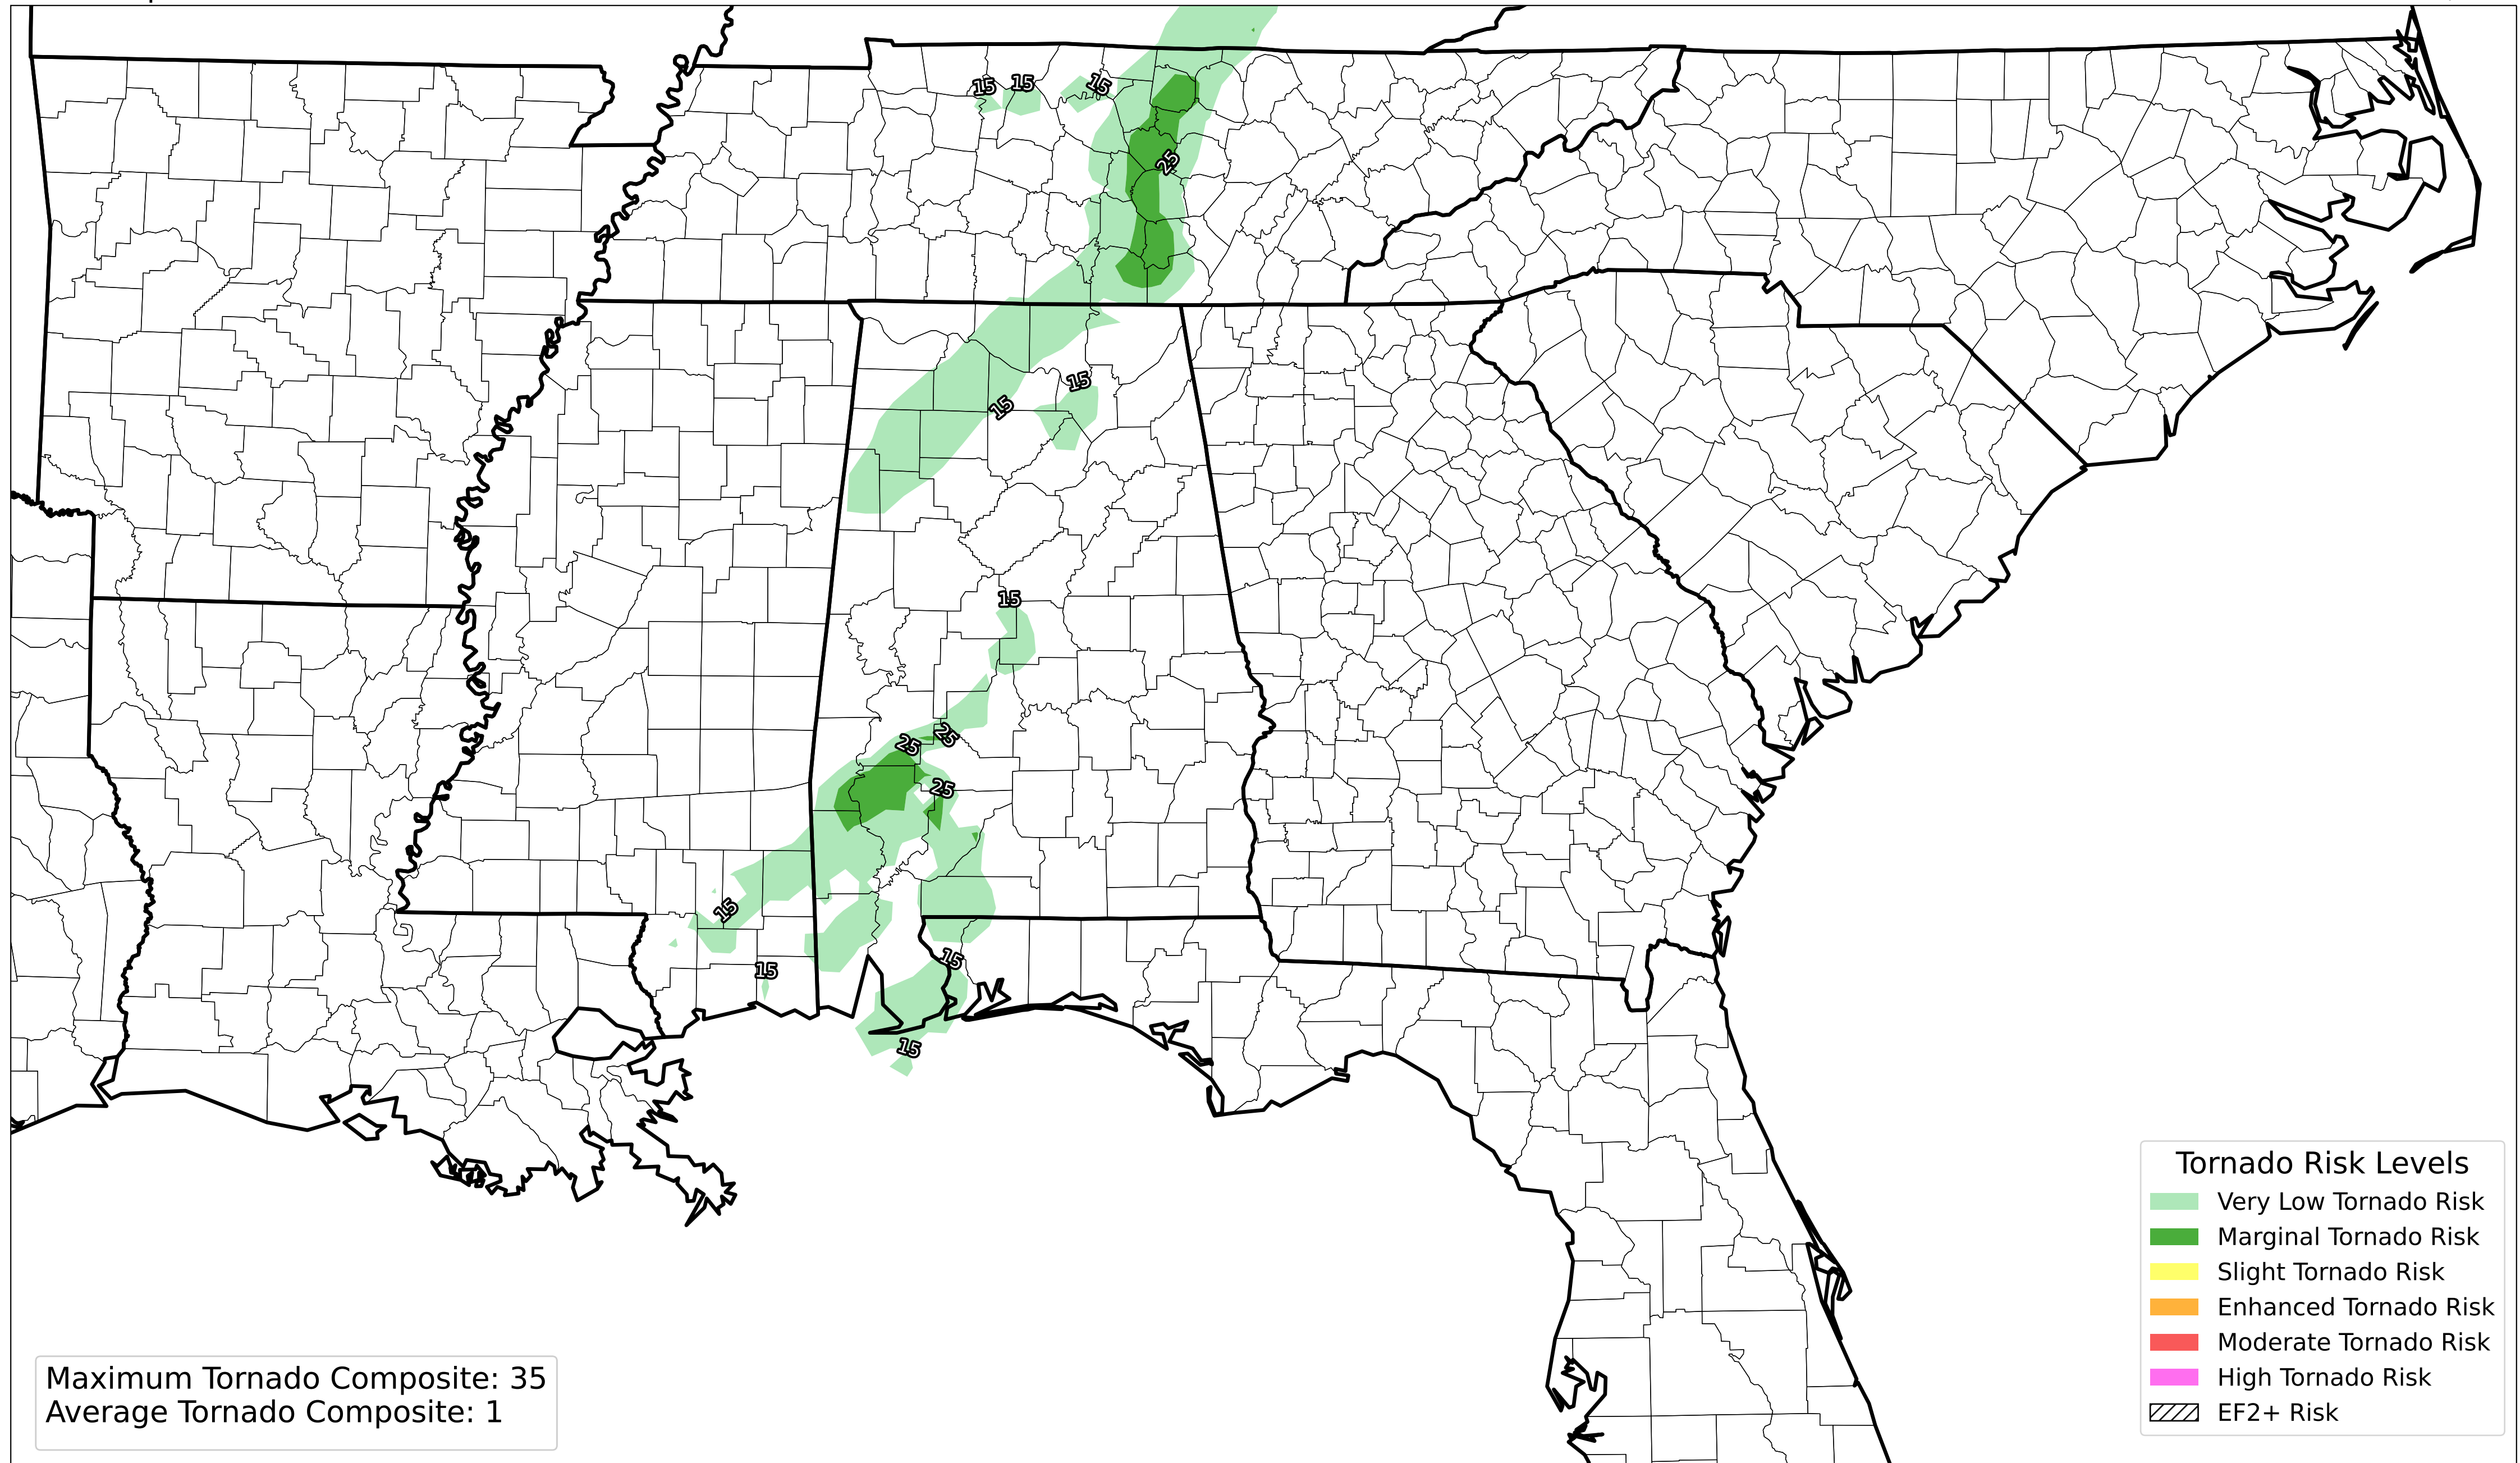 15
15
15
25
15
15
15
25
25
25
15
15
15
15
Tornado Risk Levels
Very Low Tornado Risk
Marginal Tornado Risk
Slight Tornado Risk
Enhanced Tornado Risk
Moderate Tornado Risk
High Tornado Risk
EF2+ Risk
Maximum Tornado Composite: 35
Average Tornado Composite: 1